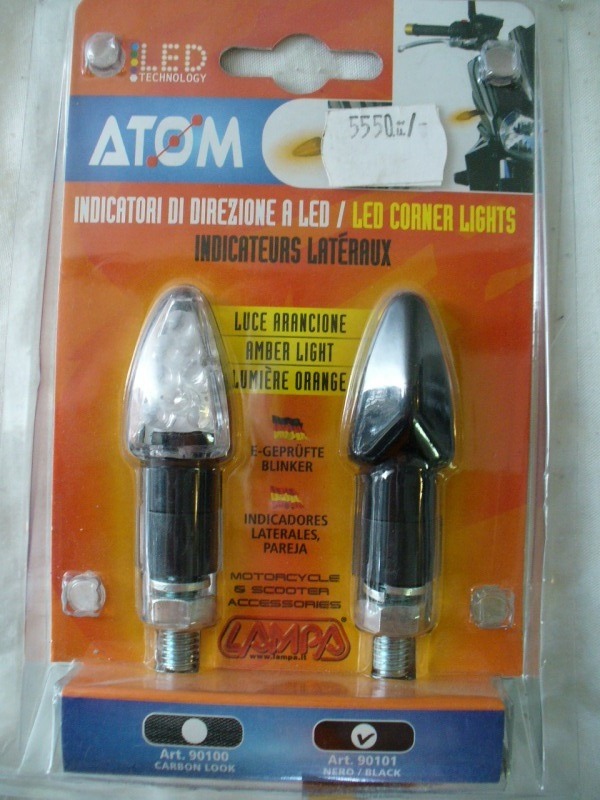 LED
TECHNOLOGY
ATOM
INDICATORI DI DIREZIONE A LED / LED CORNER LIGHTS
INDICATEURS LATÉRAUX
LUCE ARANCIONE
AMBER LIGHT
LUMIÈRE ORANGE
E-GEPRÜFTE
BLINKER
INDICADORES
LATERALES,
PAREJA
MOTORCYCLE
& SCOOTER
ACCESSORIES
LAMPA®
www.lampa.it
Art. 90100
CARBON LOOK
Art. 90101
NERO / BLACK